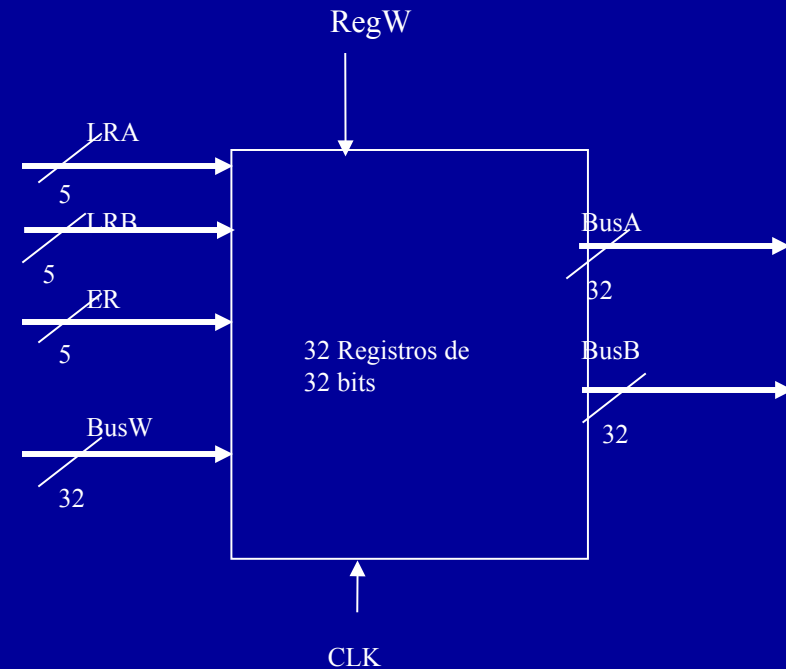 RegW
LRA
5
LRB
5
ER
5
BusW
32
32 Registros de
32 bits
BusA
32
BusB
32
CLK